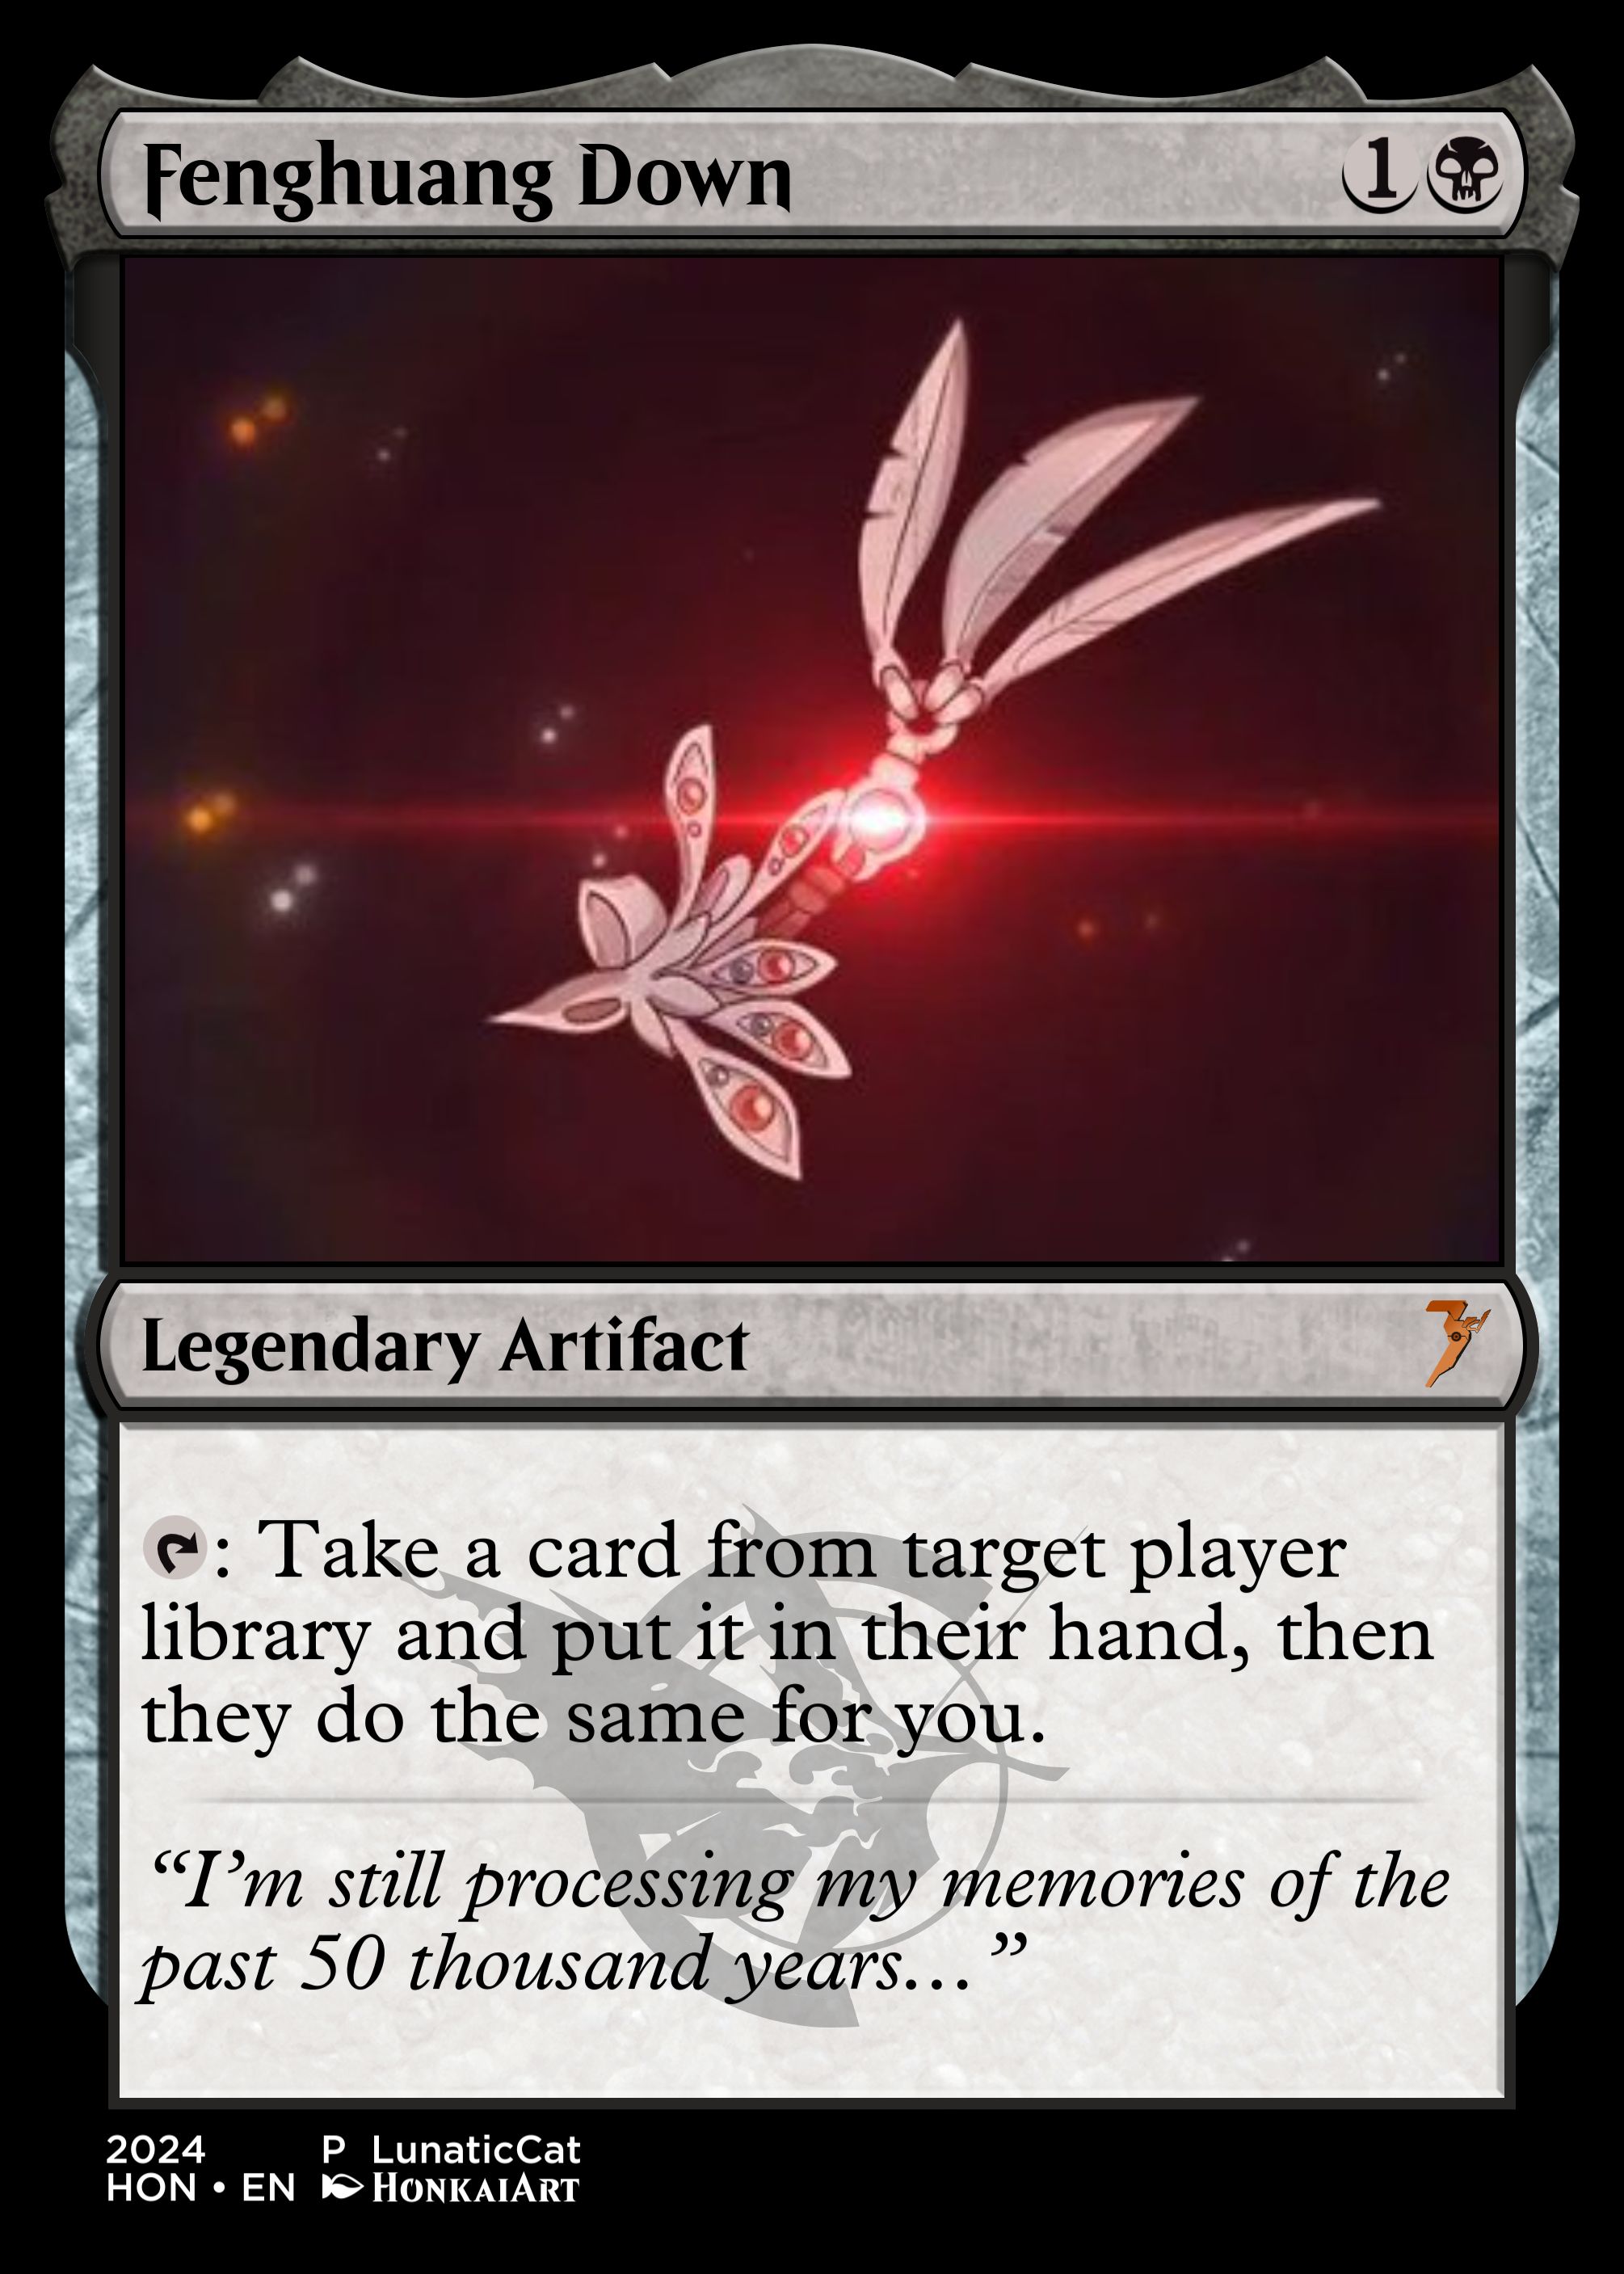 Fenghuang Down 1
Legendary Artifact
: Take a card from target player
library and put it in their hand, then
they do the same for you.
“I’m still processing my memories of the
past 50 thousand years…”
2024 P LunaticCat
HON • EN HonkaiArt